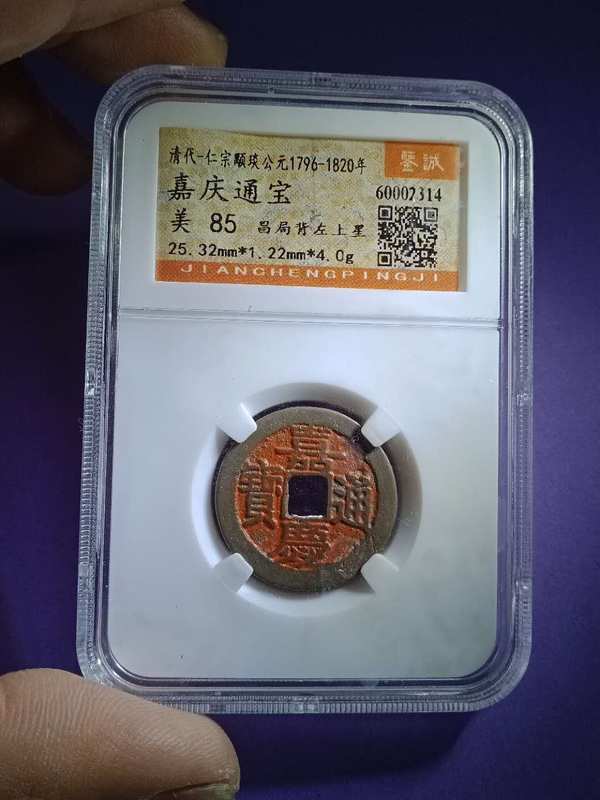 清代-仁宗顒琰公元1796-1820年
鉴誠
嘉庆通宝
60002314
美 85 昌局背左上星
25.32mm*1.22mm*4.0g
JIANCHENGPINGJI
嘉
寶 通
慶